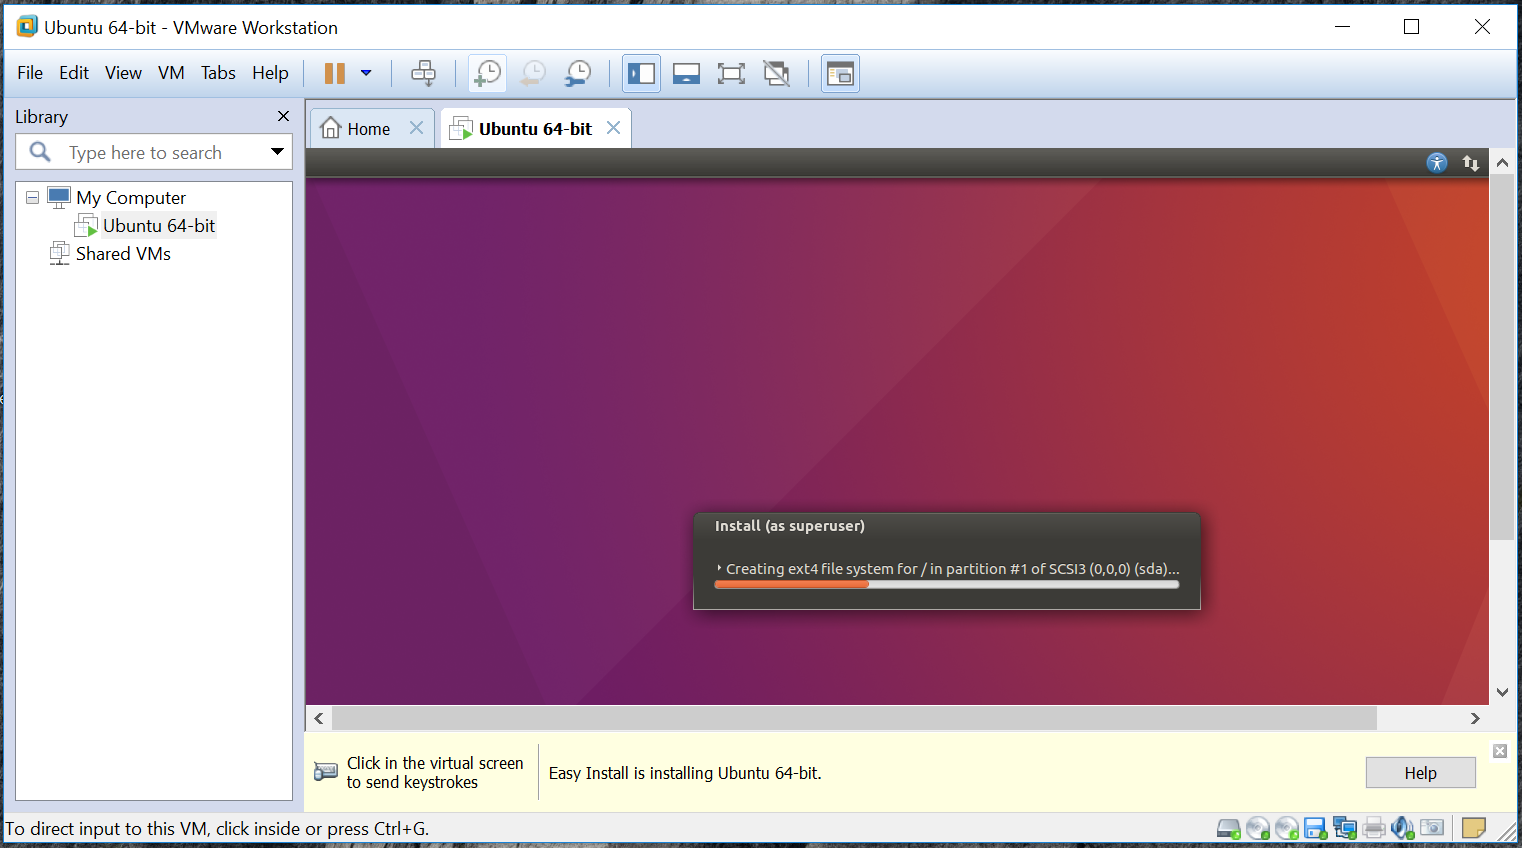 Ubuntu 64-bit - VMware Workstation
File Edit View VM Tabs Help
Library
Type here to search
My Computer
Ubuntu 64-bit
Shared VMs
Home
Ubuntu 64-bit
Install (as superuser)
Creating ext4 file system for / in partition #1 of SCSI3 (0,0,0) (sda)...
Click in the virtual screen
to send keystrokes
Easy Install is installing Ubuntu 64-bit.
Help
To direct input to this VM, click inside or press Ctrl+G.